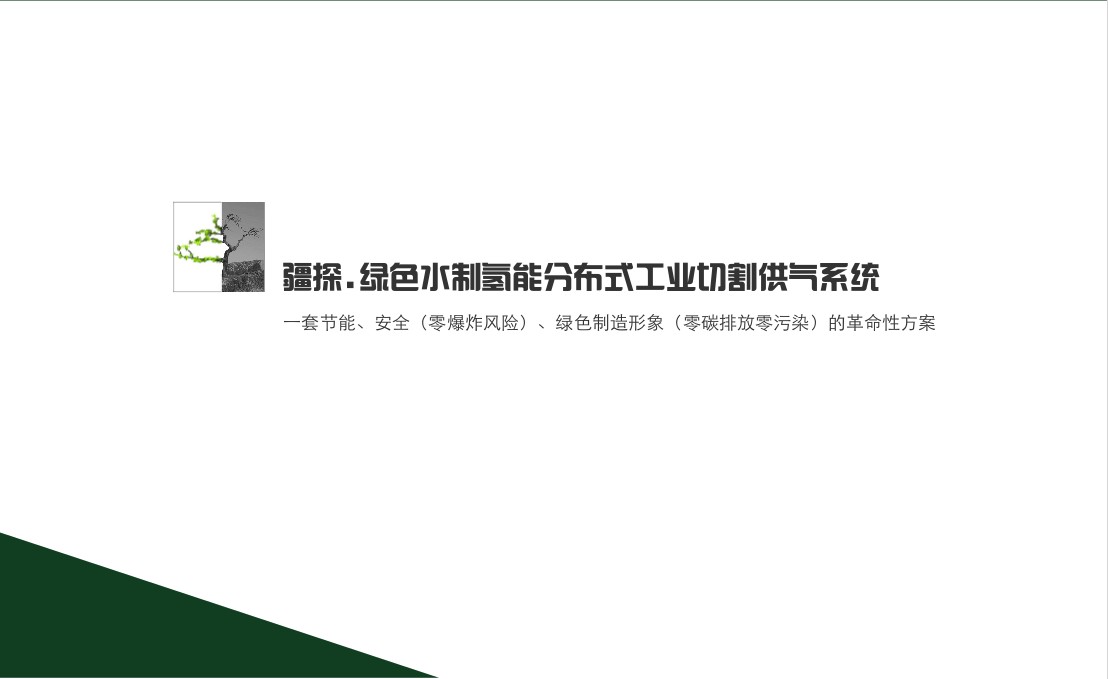 疆探.绿色水制氢能分布式工业切割供气系统
一套节能、安全（零爆炸风险）、绿色制造形象（零碳排放零污染）的革命性方案